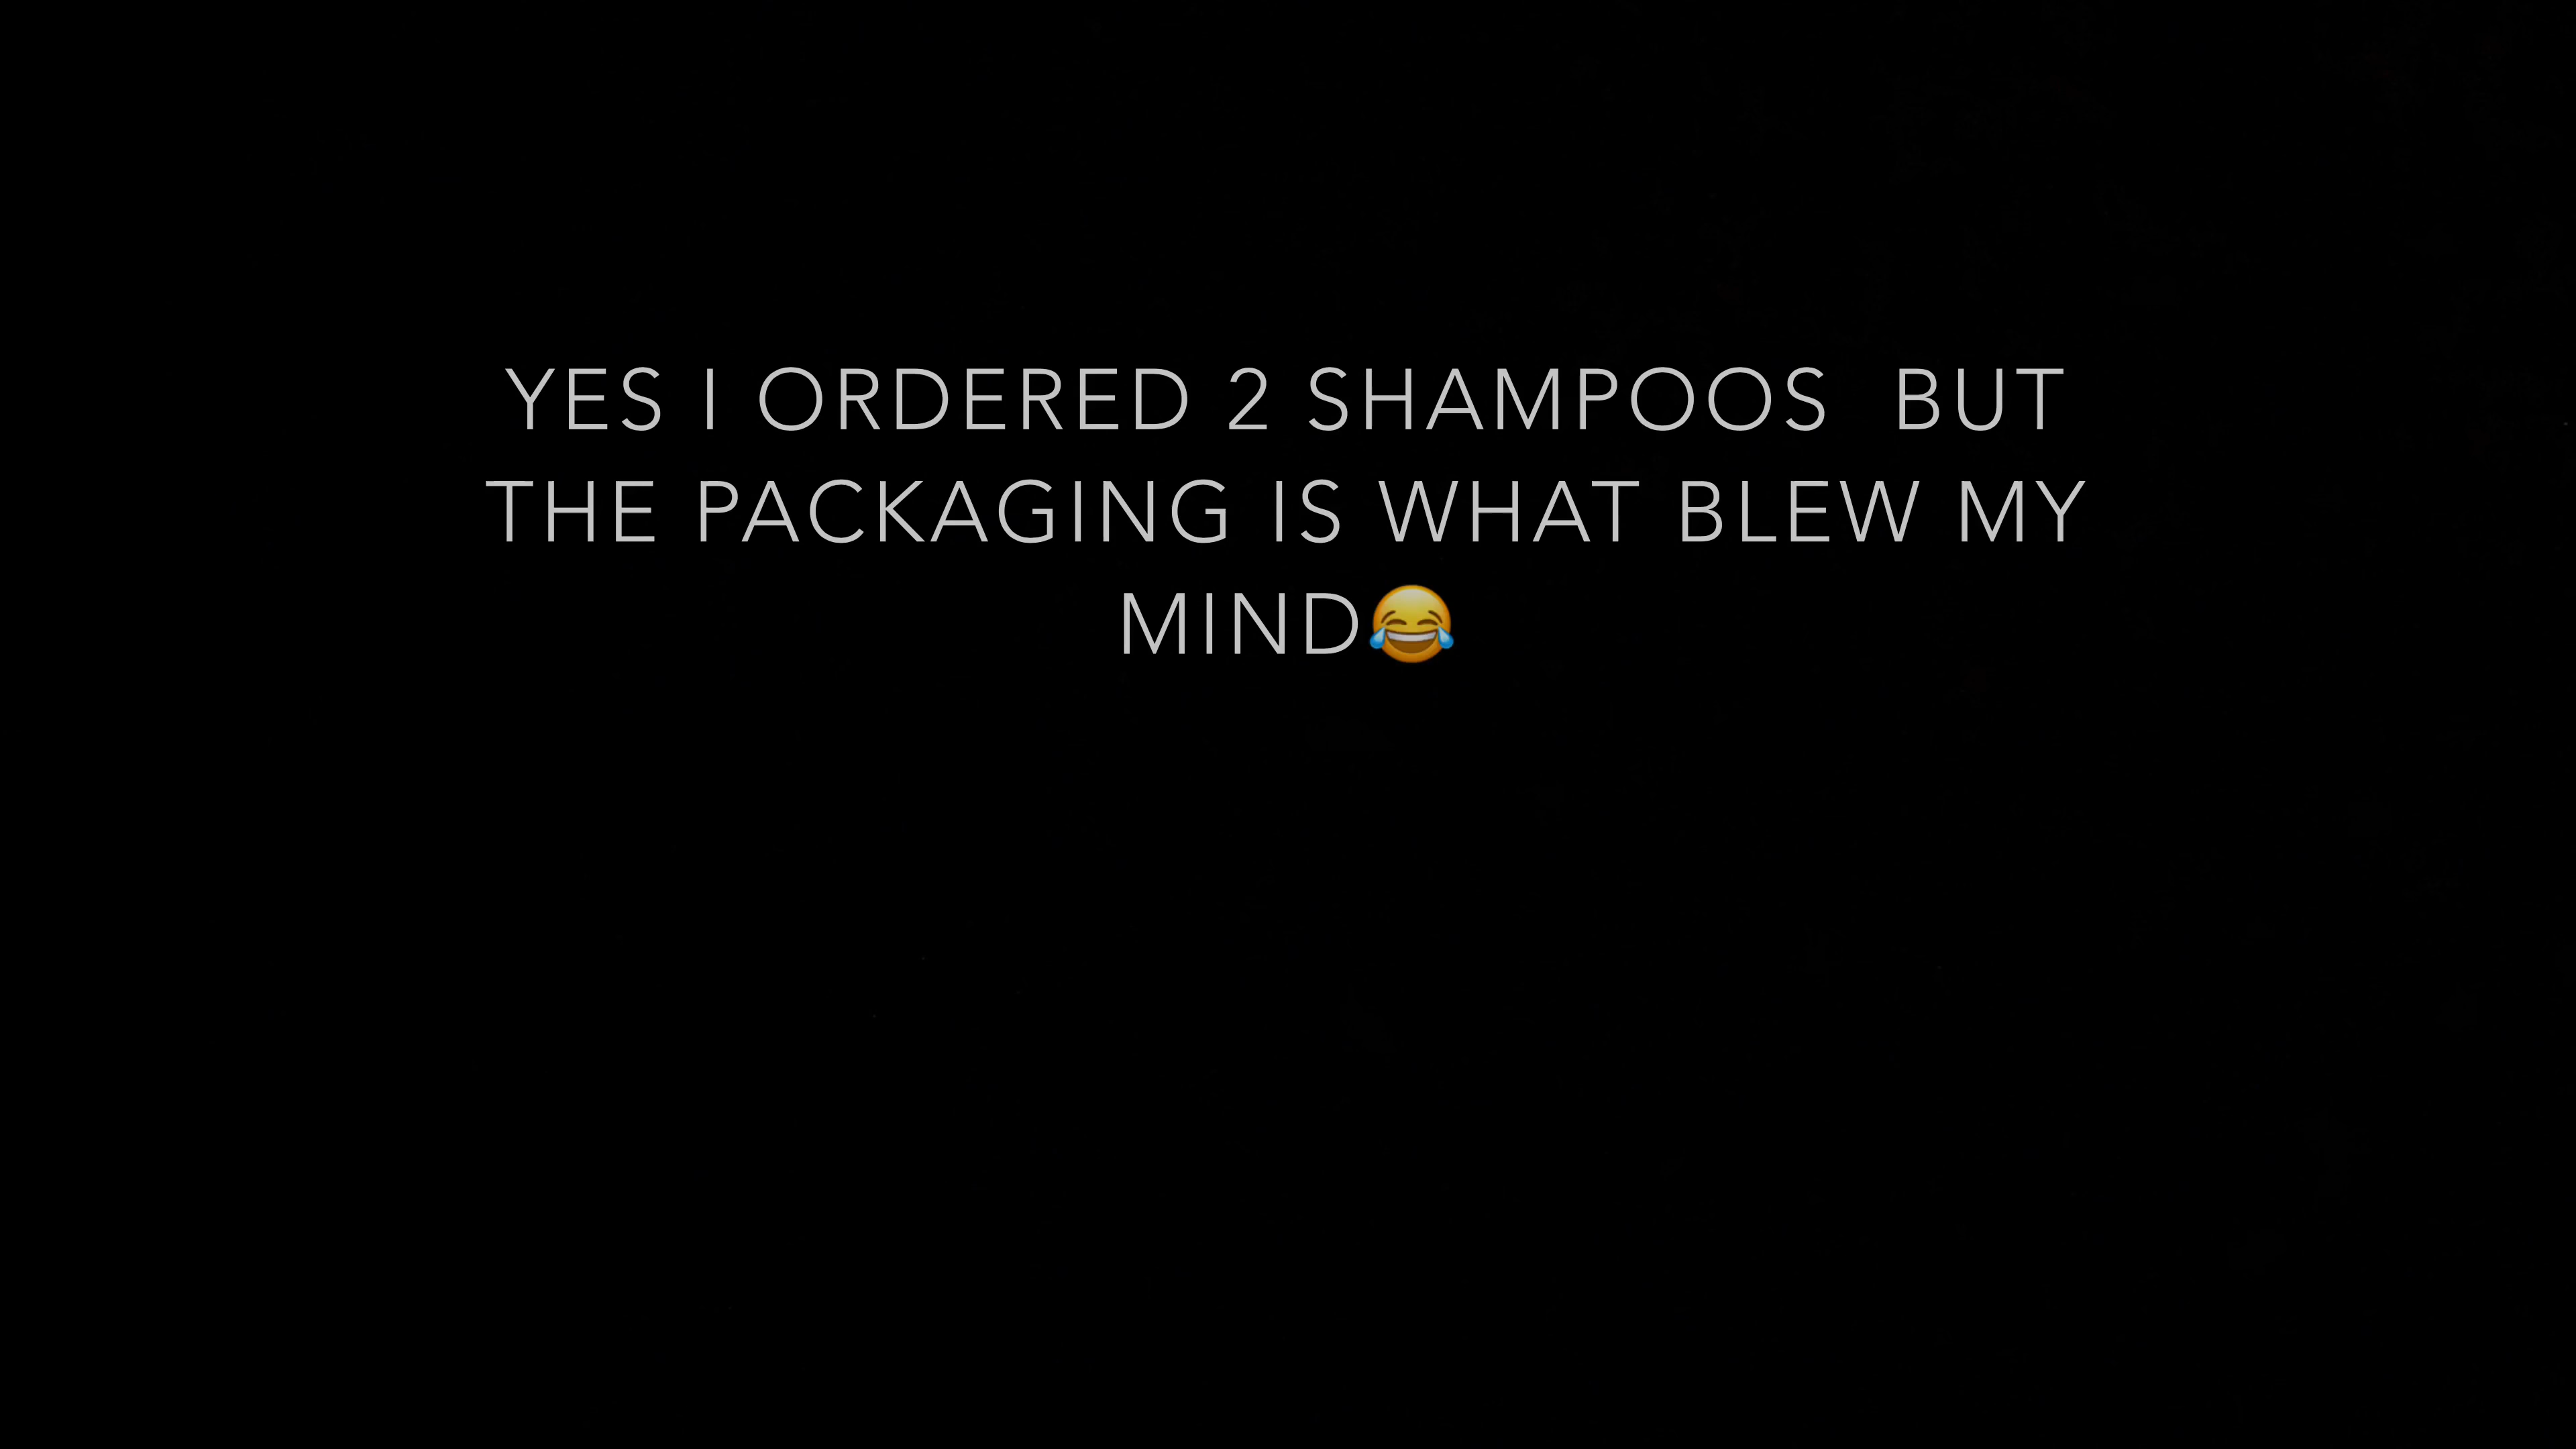 YES I ORDERED 2 SHAMPOOS  BUT
THE PACKAGING IS WHAT BLEW MY
MIND😂